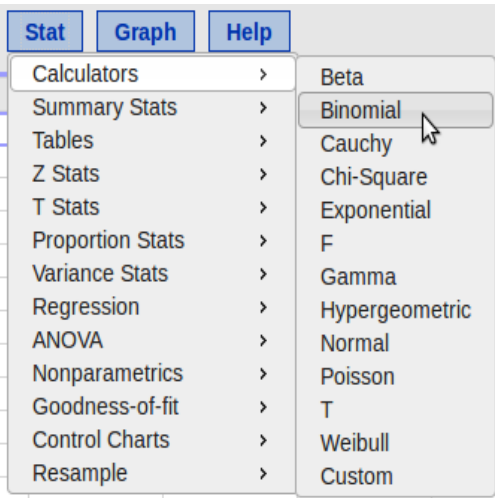 Stat Graph Help
Calculators
Summary Stats
Tables
Z Stats
T Stats
Proportion Stats
Variance Stats
Regression
ANOVA
Nonparametrics
Goodness-of-fit
Control Charts
Resample
Beta
Binomial
Cauchy
Chi-Square
Exponential
F
Gamma
Hypergeometric
Normal
Poisson
T
Weibull
Custom